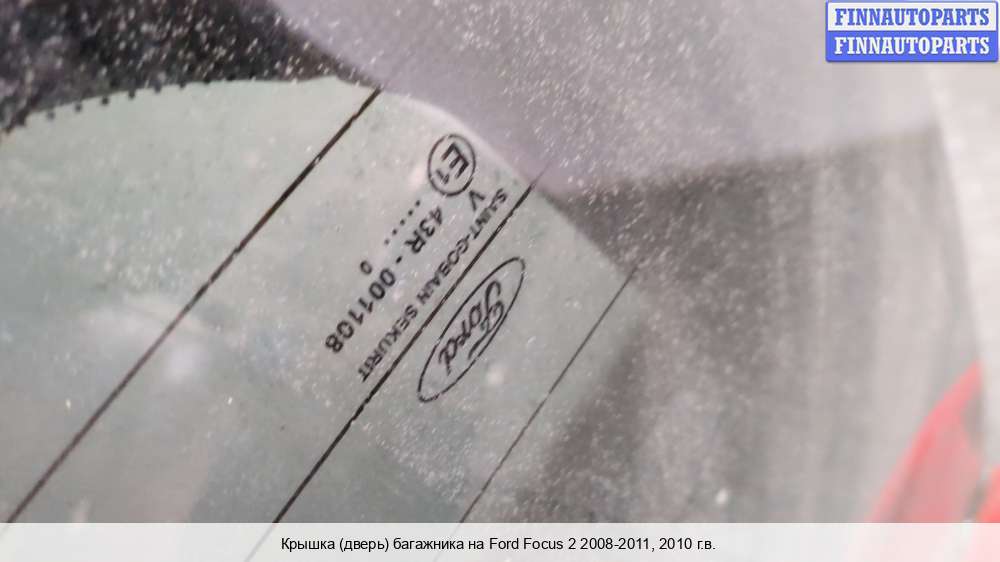 FINNAUTOPARTS
FINNAUTOPARTS
Ford
SAINT-GOBAIN SEKURIT
E1
V 43R - 001108
..... 0
Крышка (дверь) багажника на Ford Focus 2 2008-2011, 2010 г.в.